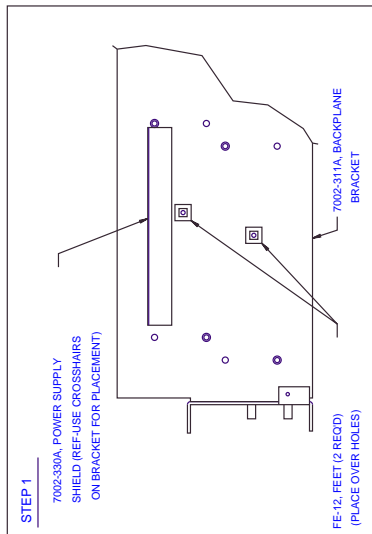 STEP 1
7002-330A, POWER SUPPLY
SHIELD (REF-USE CROSSHAIRS
ON BRACKET FOR PLACEMENT)
FE-12, FEET (2 REQ'D)
(PLACE OVER HOLES)
7002-311A, BACKPLANE
BRACKET